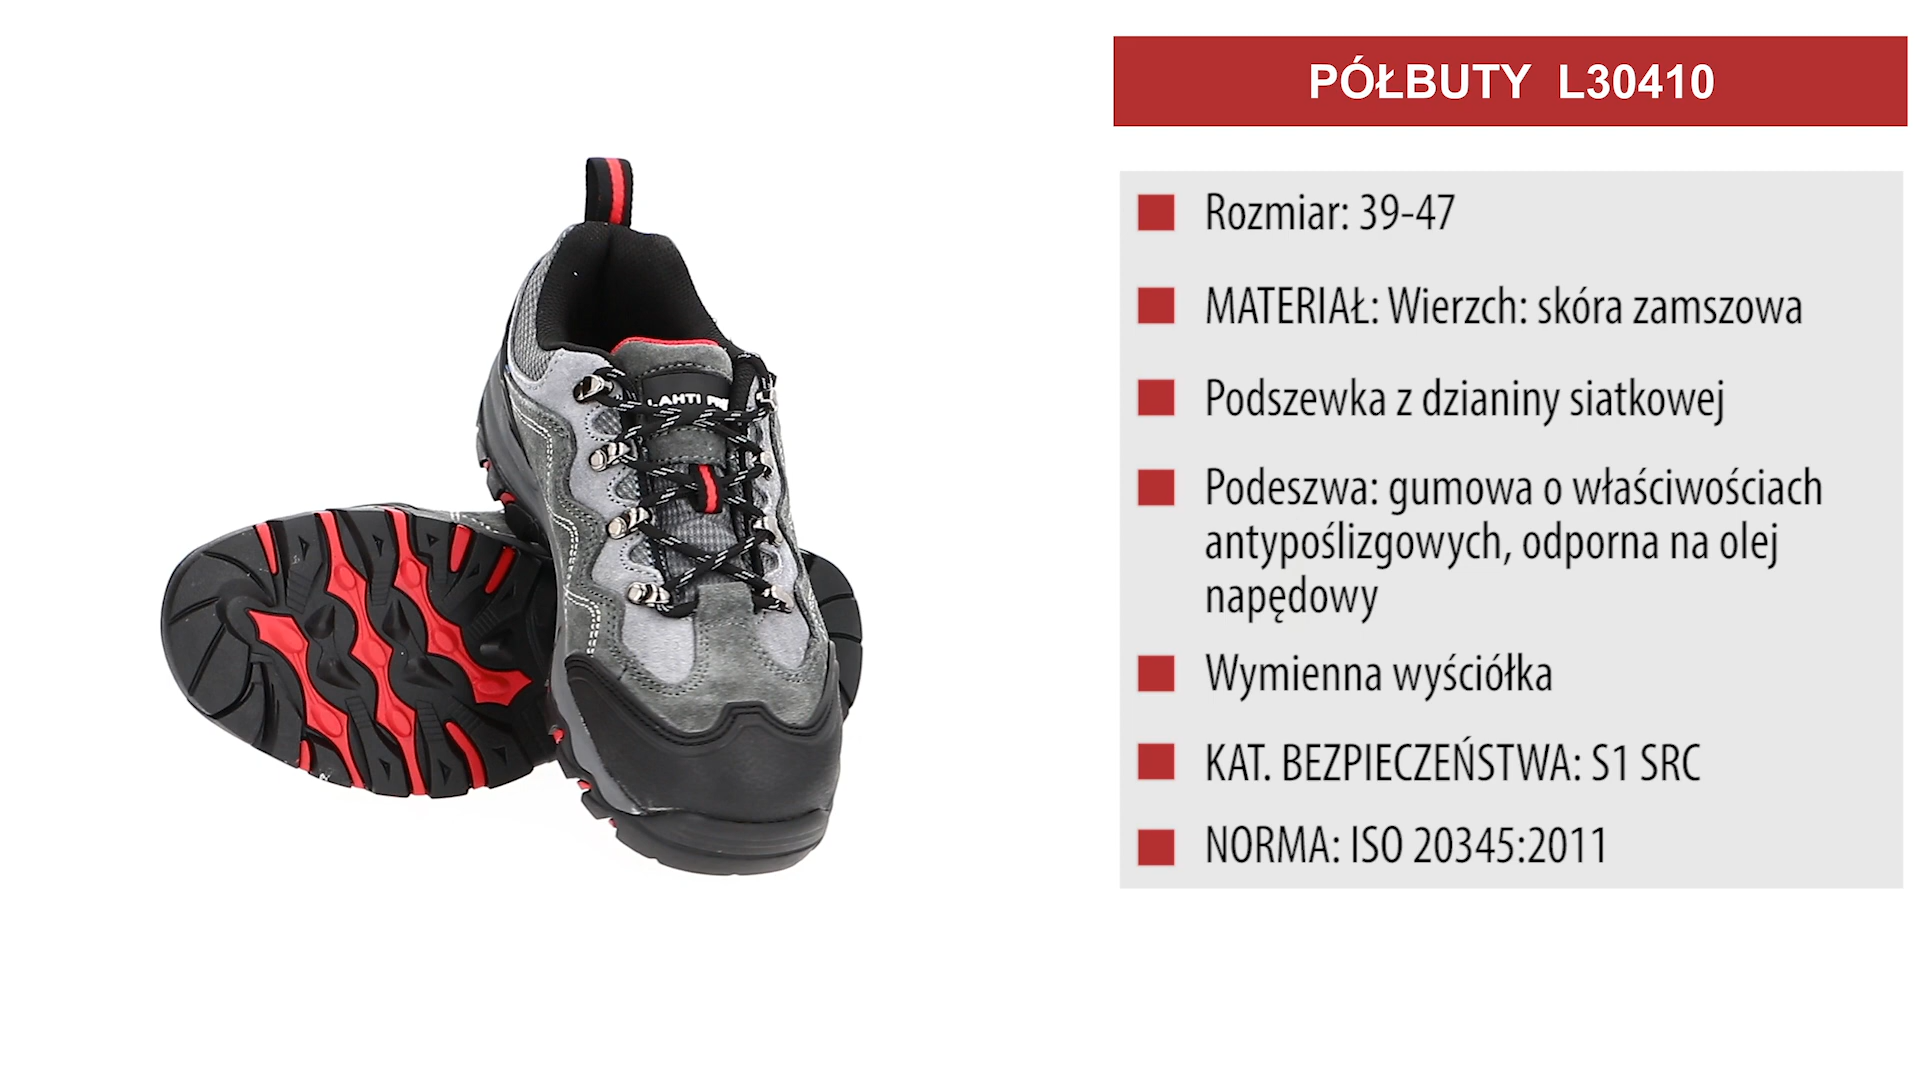 PÓŁBUTY L30410
Rozmiar: 39-47
MATERIAŁ: Wierzch: skóra zamszowa
Podszewka z dzianiny siatkowej
Podeszwa: gumowa o właściwościach
antypoślizgowych, odporna na olej
napędowy
Wymienna wyściółka
KAT. BEZPIECZEŃSTWA: S1 SRC
NORMA: ISO 20345:2011
LAHTI